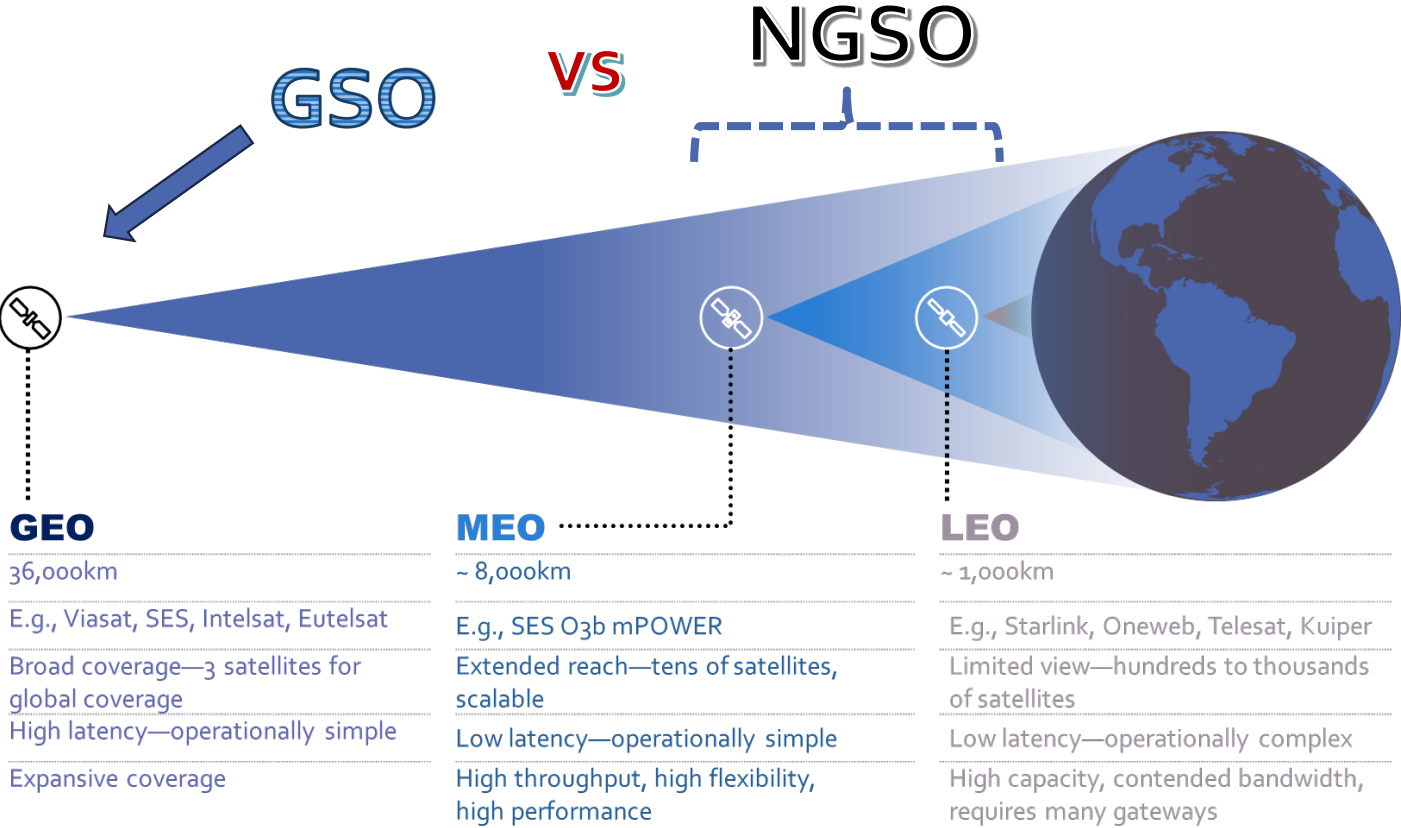 GSO
VS
NGSO
GEO
36,000km
E.g., Viasat, SES, Intelsat, Eutelsat
Broad coverage—3 satellites for
global coverage
High latency—operationally simple
Expansive coverage
MEO
~ 8,000km
E.g., SES O3b mPOWER
Extended reach—tens of satellites,
scalable
Low latency—operationally simple
High throughput, high flexibility,
high performance
LEO
~ 1,000km
E.g., Starlink, Oneweb, Telesat, Kuiper
Limited view—hundreds to thousands
of satellites
Low latency—operationally complex
High capacity, contended bandwidth,
requires many gateways